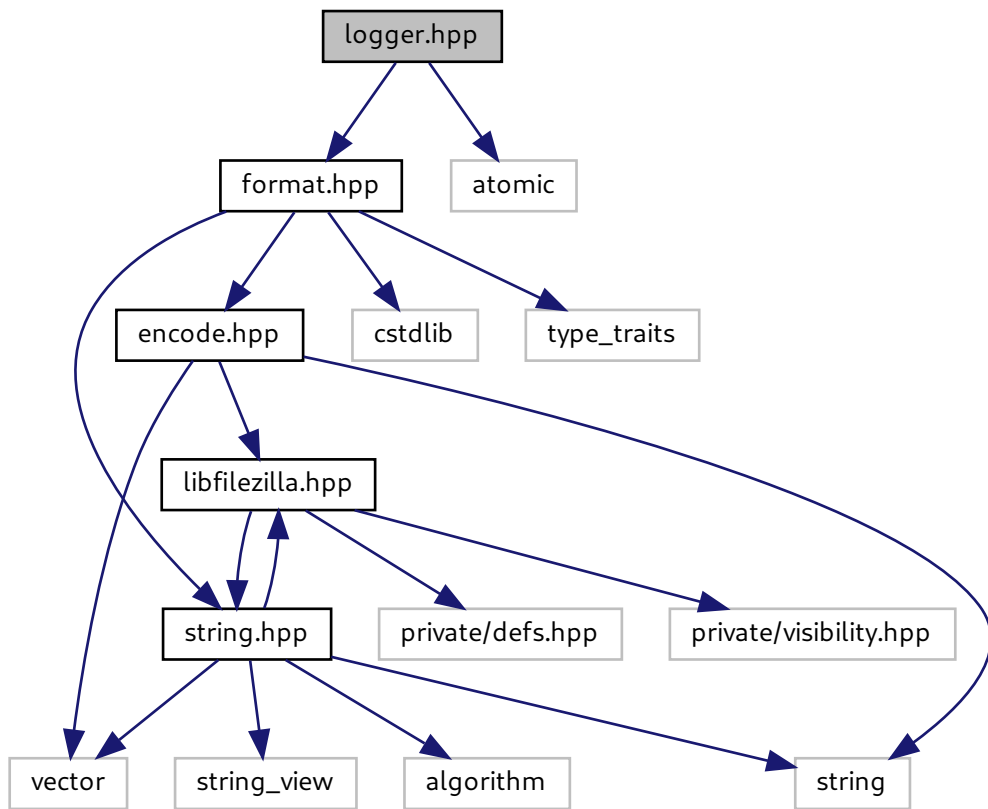 logger.hpp
format.hpp
atomic
encode.hpp
cstdlib
type_traits
libfilezilla.hpp
string.hpp
private/defs.hpp
private/visibility.hpp
vector
string_view
algorithm
string